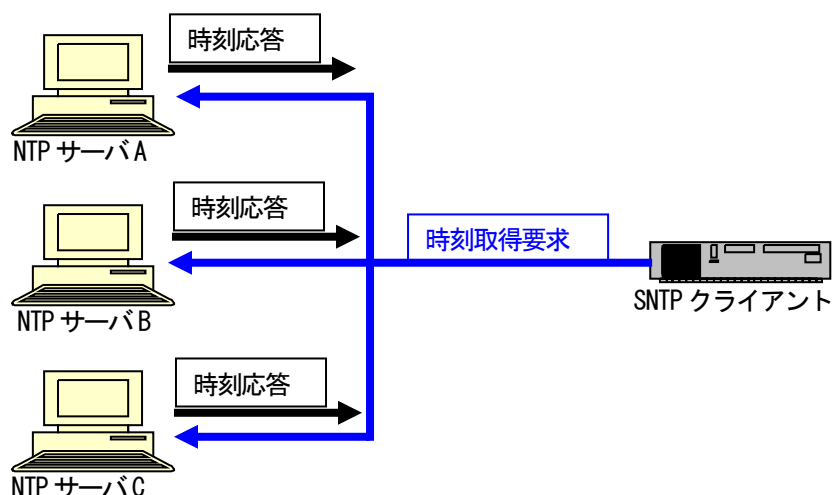 時刻応答
NTP サーバA
時刻応答
時刻取得要求
NTP サーバB
SNTP クライアント
時刻応答
NTP サーバC